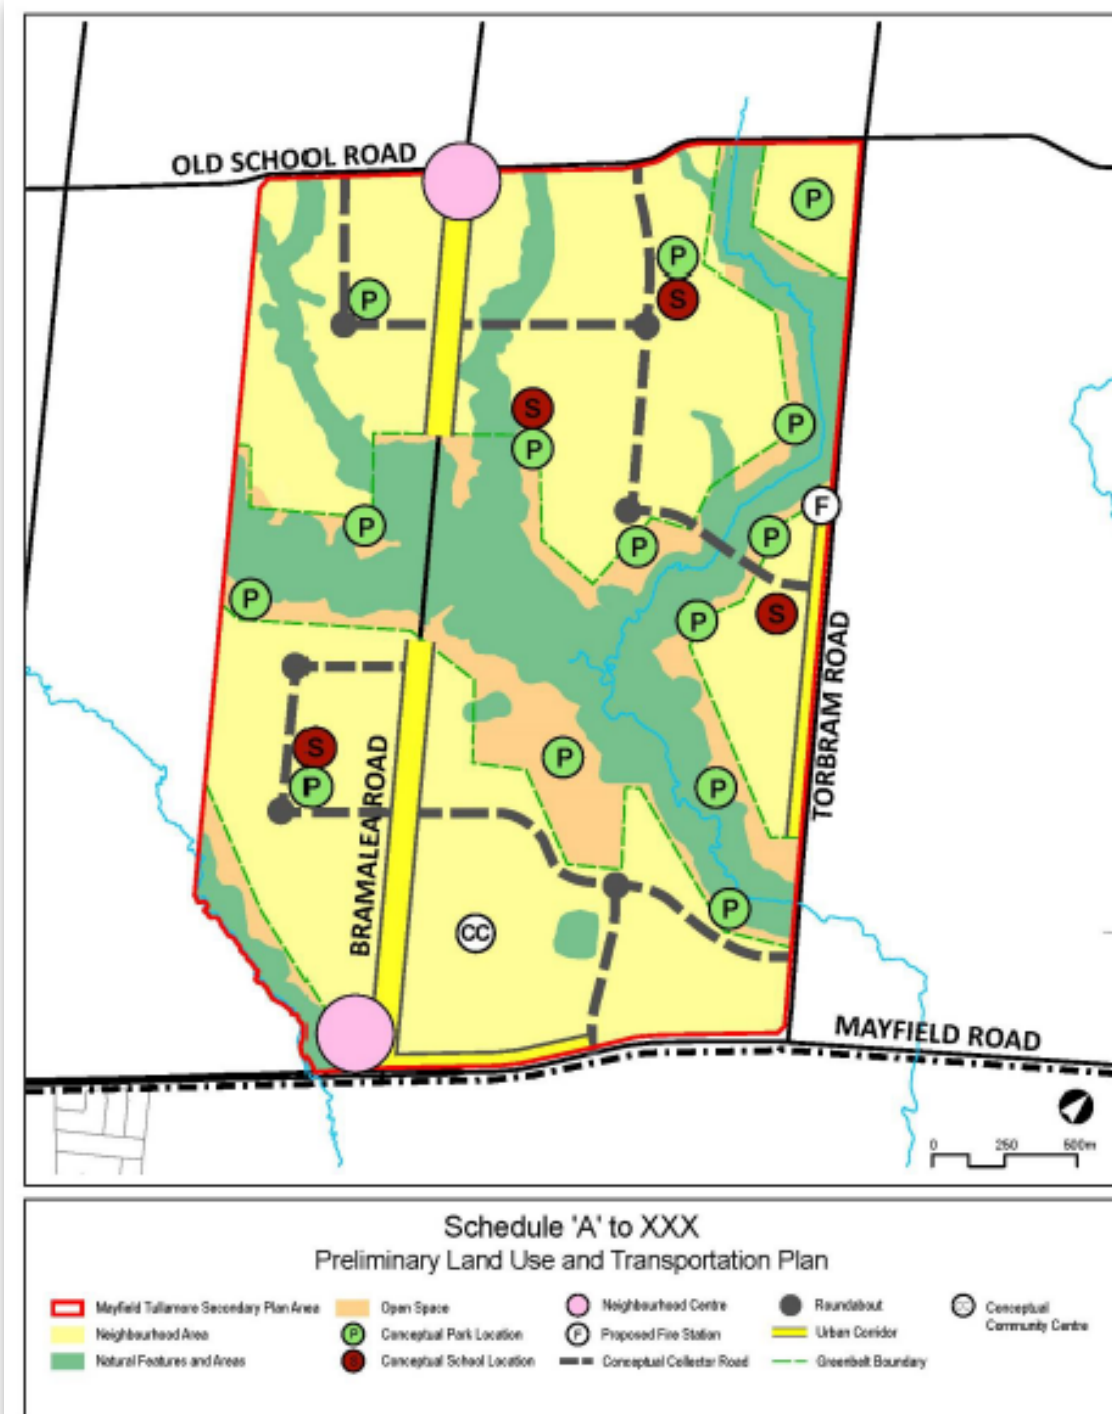 OLD SCHOOL ROAD
P
P
P
S
S
P
P
F
P
P
P
P
P
S
TORBRAM ROAD
S
P
BRAMALEA ROAD
P
P
P
CC
MAYFIELD ROAD
0 250 500m
Schedule 'A' to XXX
Preliminary Land Use and Transportation Plan
Mayfield Tullamore Secondary Plan Area
Neighbourhood Area
Natural Features and Areas
Open Space
P Conceptual Park Location
S Conceptual School Location
Neighbourhood Centre
F Proposed Fire Station
Conceptual Collector Road
Roundabout
Urban Corridor
Greenbelt Boundary
CC Conceptual
Community Centre